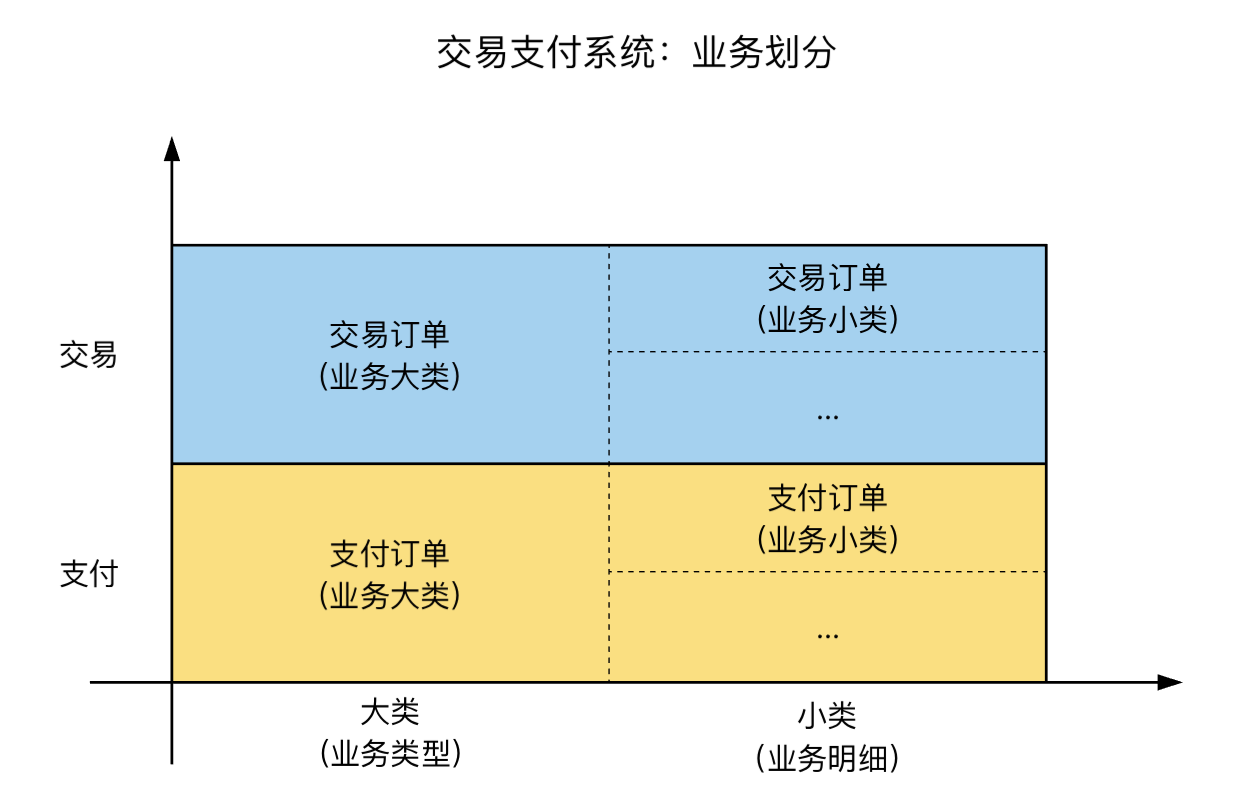 交易支付系统：业务划分
交易
交易订单
(业务大类)
交易订单
(业务小类)
...
支付
支付订单
(业务大类)
支付订单
(业务小类)
...
大类
(业务类型)
小类
(业务明细)